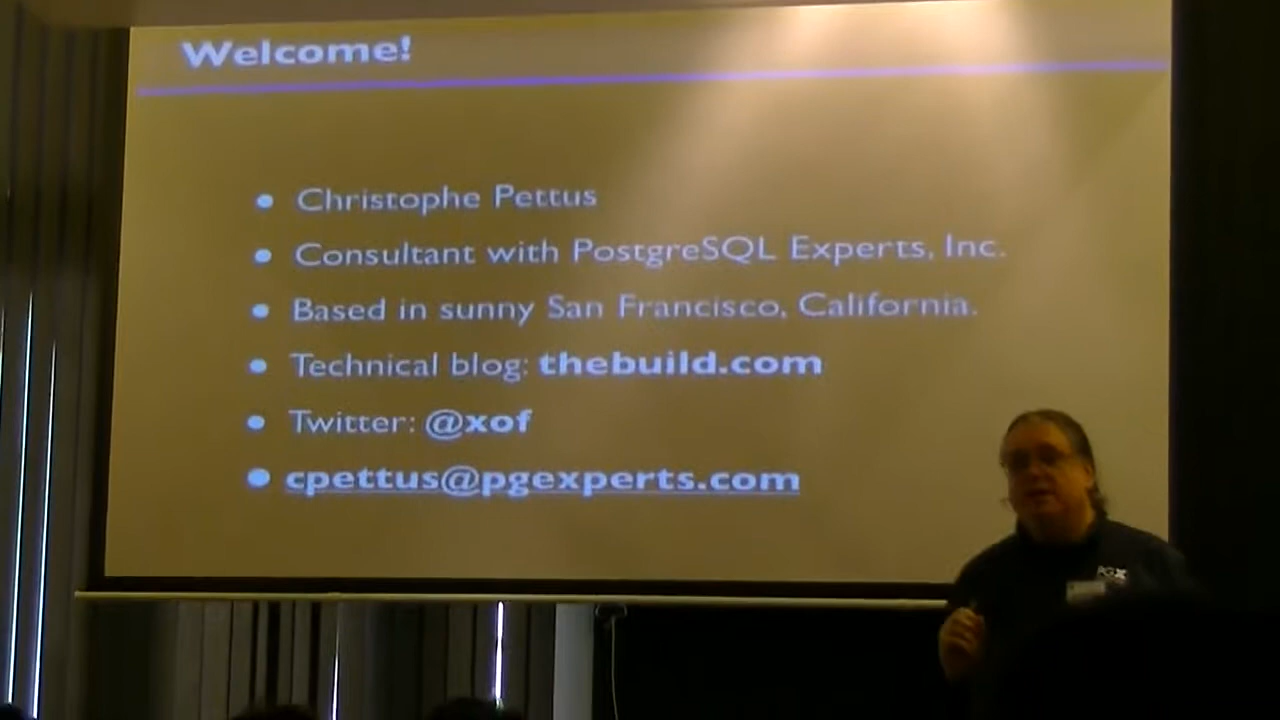 Welcome!
Christophe Pettus
Consultant with PostgreSQL Experts, Inc.
Based in sunny San Francisco, California.
Technical blog: thebuild.com
Twitter: @xof
cpettus@pgexperts.com